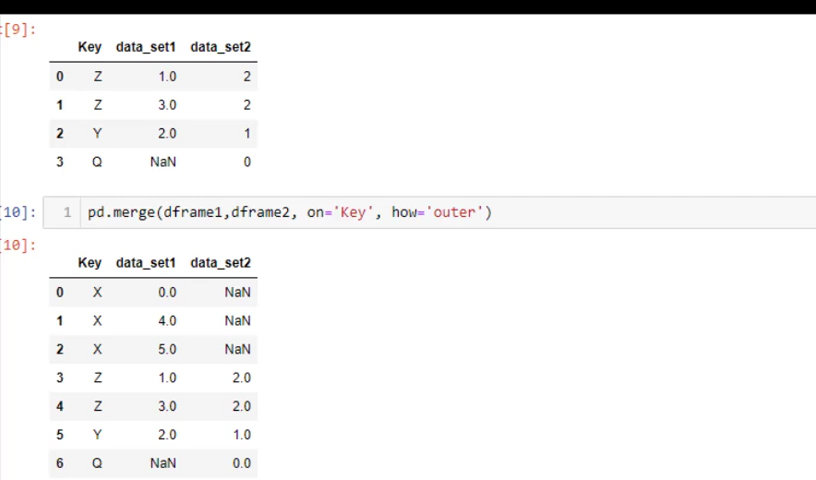 t[9]:
Key data_set1 data_set2
0 Z 1.0 2
1 Z 3.0 2
2 Y 2.0 1
3 Q NaN 0
[10]: 1 pd.merge(dframe1,dframe2, on='Key', how='outer')
[10]:
Key data_set1 data_set2
0 X 0.0 NaN
1 X 4.0 NaN
2 X 5.0 NaN
3 Z 1.0 2.0
4 Z 3.0 2.0
5 Y 2.0 1.0
6 Q NaN 0.0